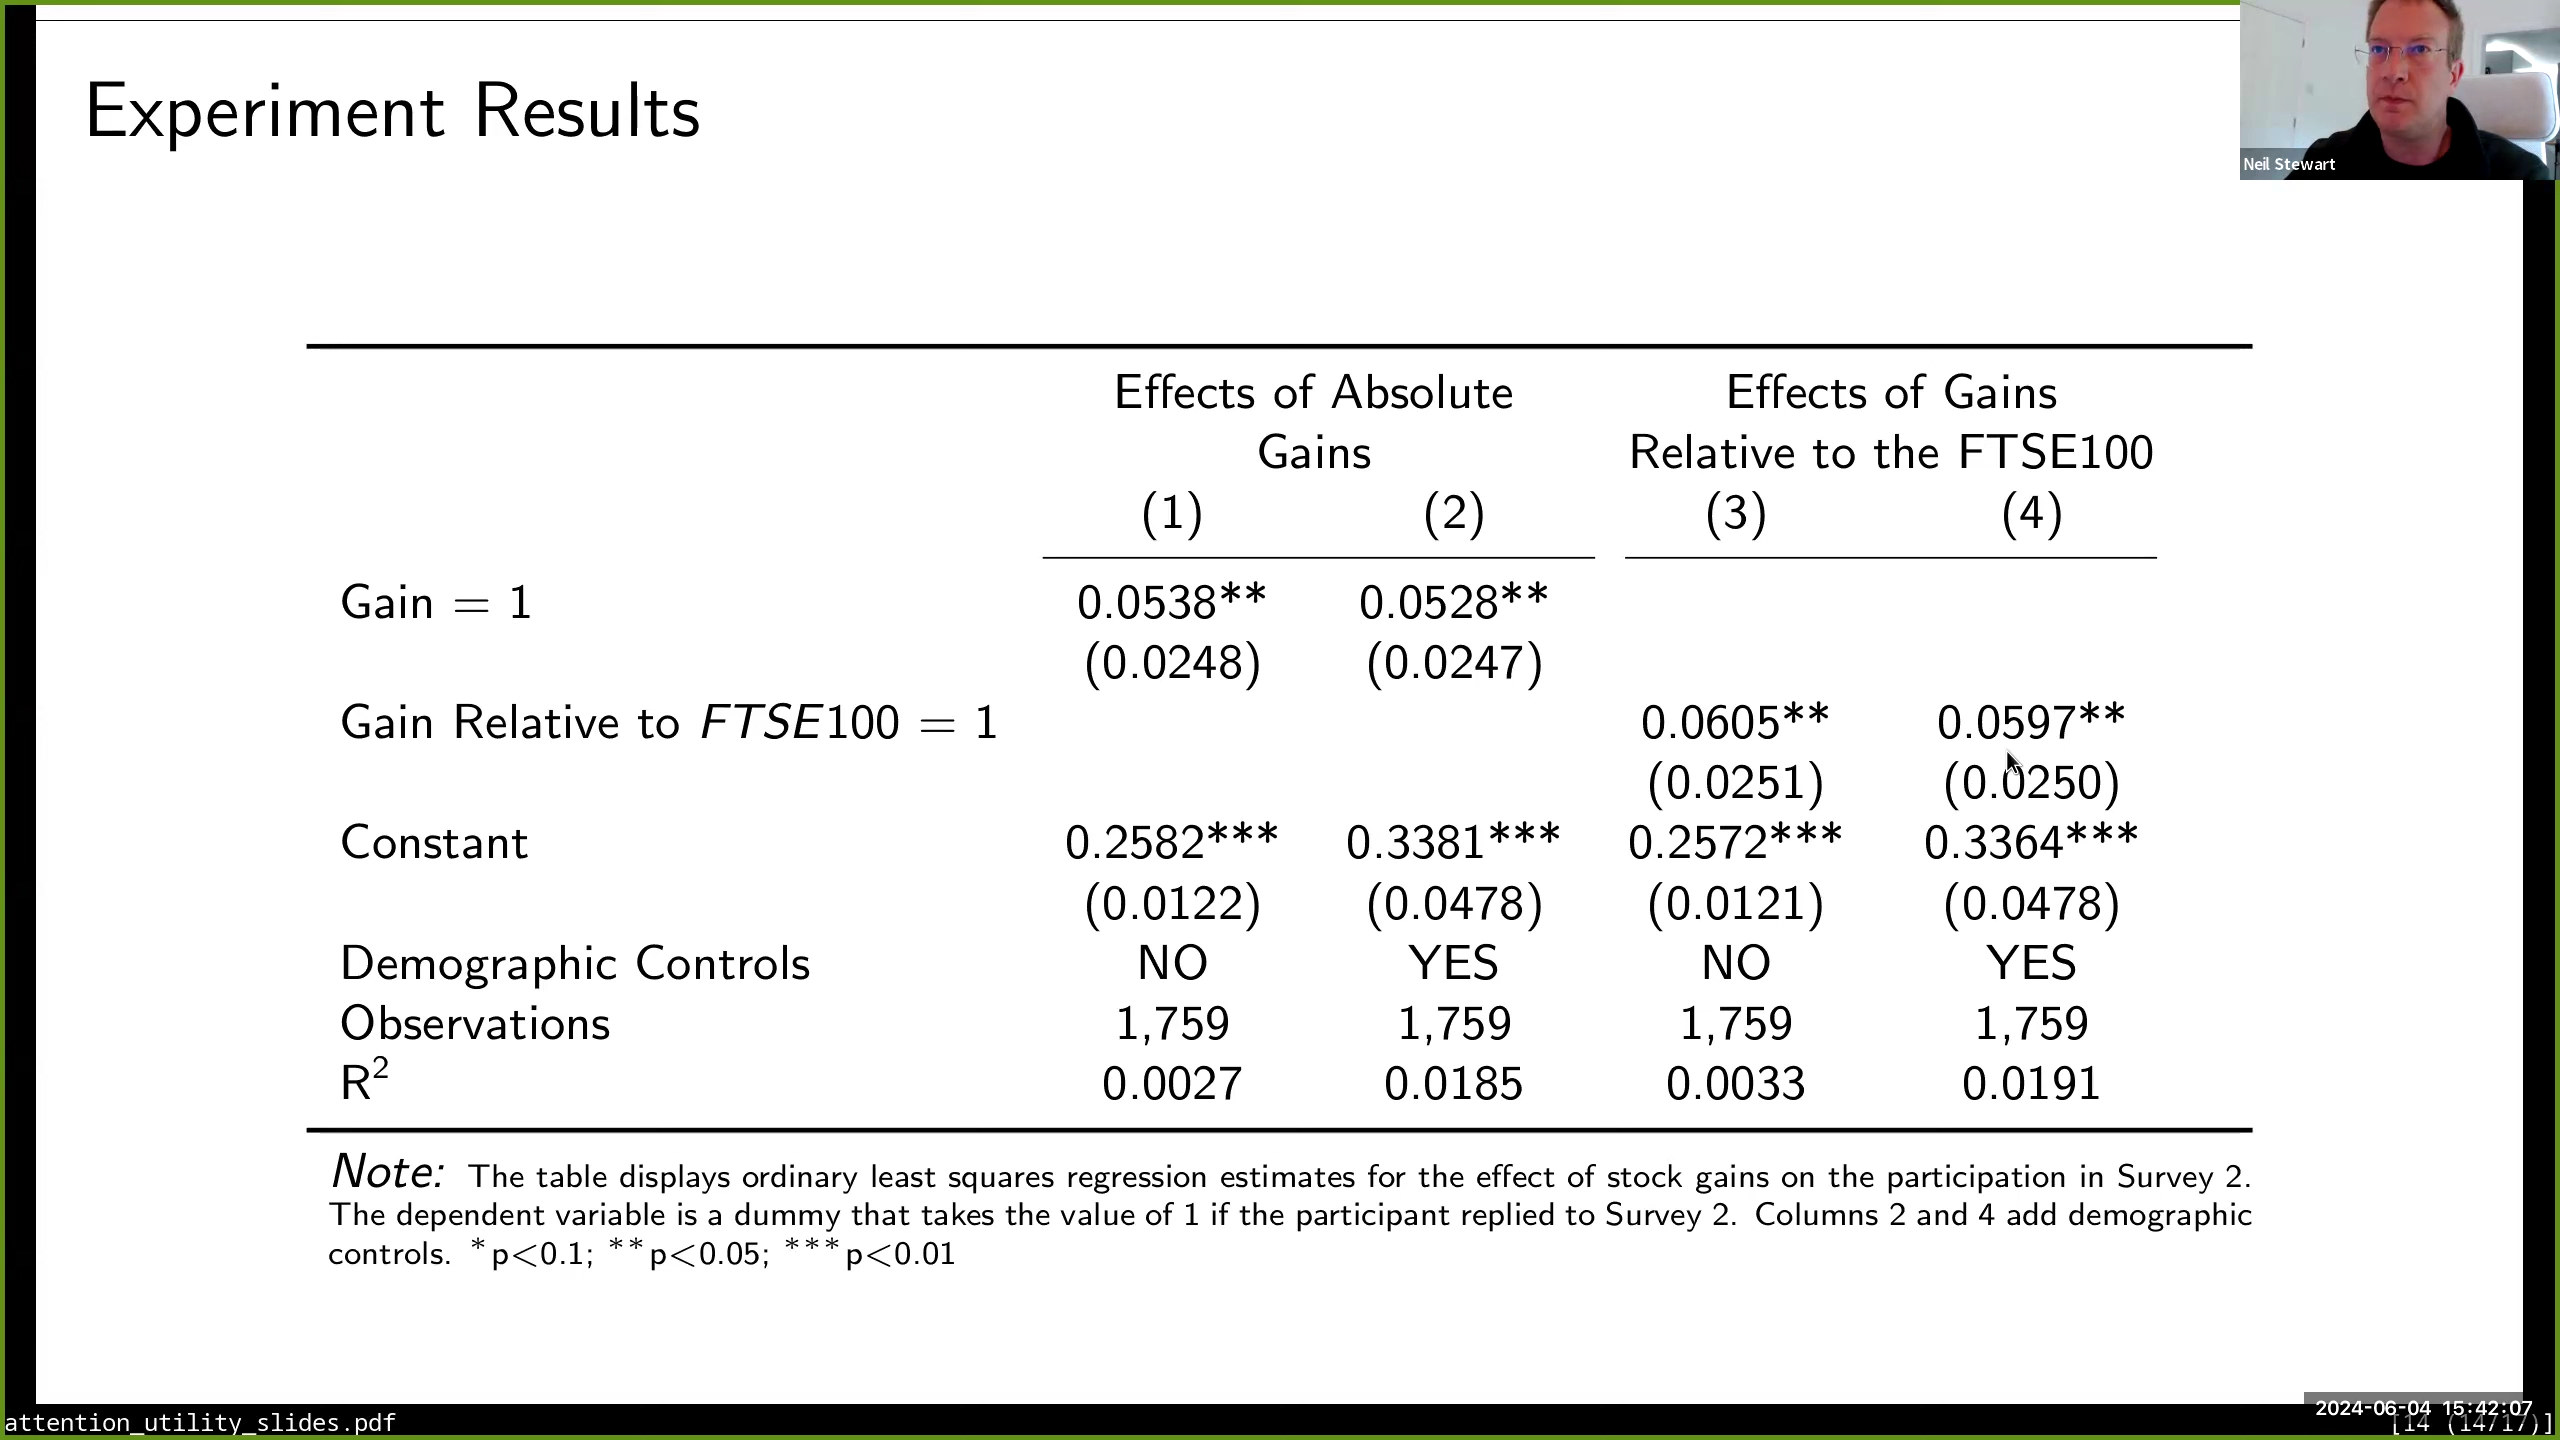 Experiment Results
Neil Stewart
Effects of Absolute Effects of Gains
Gains Relative to the FTSE100
(1) (2) (3) (4)
Gain = 1 0.0538** 0.0528**
(0.0248) (0.0247)
Gain Relative to FTSE100 = 1 0.0605** 0.0597**
(0.0251) (0.0250)
Constant 0.2582*** 0.3381*** 0.2572*** 0.3364***
(0.0122) (0.0478) (0.0121) (0.0478)
Demographic Controls NO YES NO YES
Observations 1,759 1,759 1,759 1,759
R² 0.0027 0.0185 0.0033 0.0191
Note: The table displays ordinary least squares regression estimates for the effect of stock gains on the participation in Survey 2.
The dependent variable is a dummy that takes the value of 1 if the participant replied to Survey 2. Columns 2 and 4 add demographic
controls. *p<0.1; **p<0.05; ***p<0.01
2024-06-04 15:42:07
attention_utility_slides.pdf [14 (14/17)]